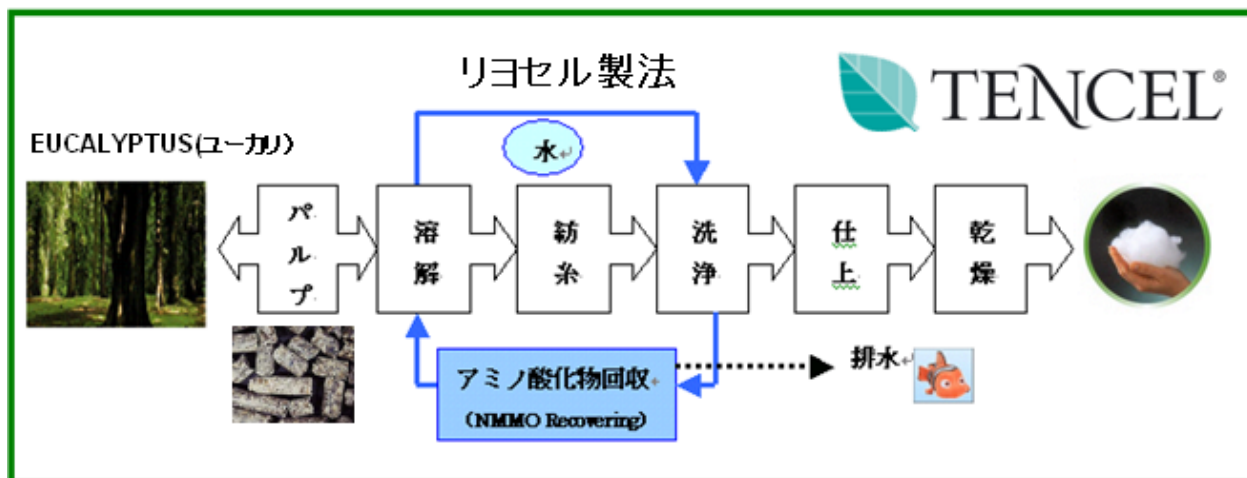 リヨセル製法
TENCEL®
EUCALYPTUS(ユーカリ)
水
パルプ
溶解
紡糸
洗浄
仕上
乾燥
アミノ酸化物回収
(NMMO Recovering)
排水